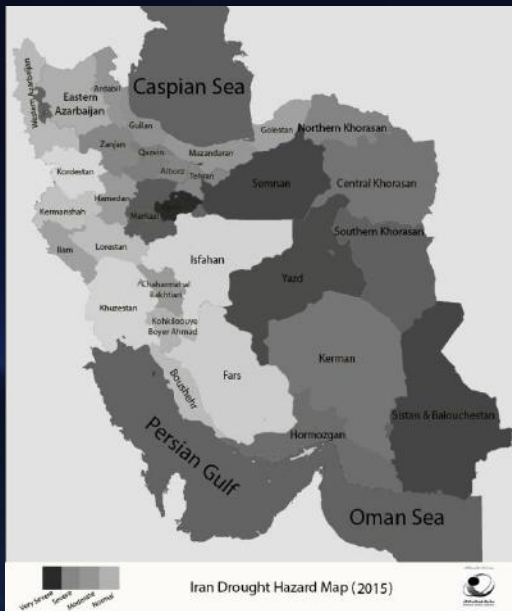 Caspian Sea
Western Azarbaijan
Eastern
Azarbaijan
Ardabil
Guilan
Golestan
Northern Khorasan
Zanjan
Qazvin
Mazandaran
Alborz
Tehran
Semnan
Central Khorasan
Kordestan
Hamedan
Markazi
Kermanshah
Southern Khorasan
Ilam
Lorestan
Isfahan
Yazd
Chaharmahal
Bakhtiari
Khuzestan
Kohkiloouye
Boyer Ahmad
Kerman
Fars
Boushehr
Sistan & Balouchestan
Hormozgan
Persian Gulf
Oman Sea
Very Severe
Severe
Moderate
Normal
Iran Drought Hazard Map (2015)